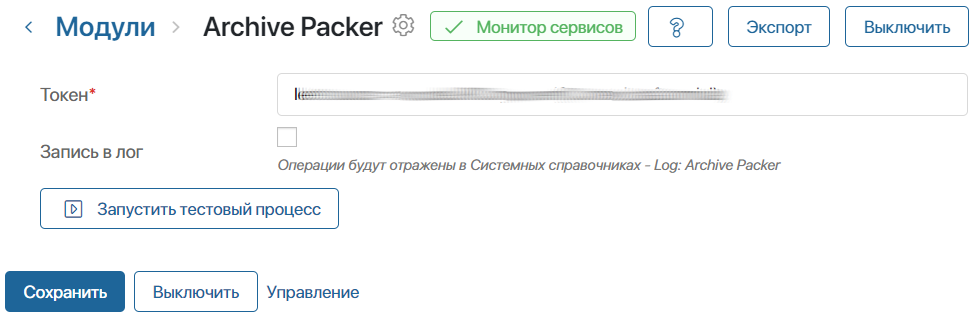 Модули Archive Packer Монитор сервисов ? Экспорт Выключить
Токен*
Запись в лог
Операции будут отражены в Системных справочниках - Log: Archive Packer
Запустить тестовый процесс
Сохранить Выключить Управление